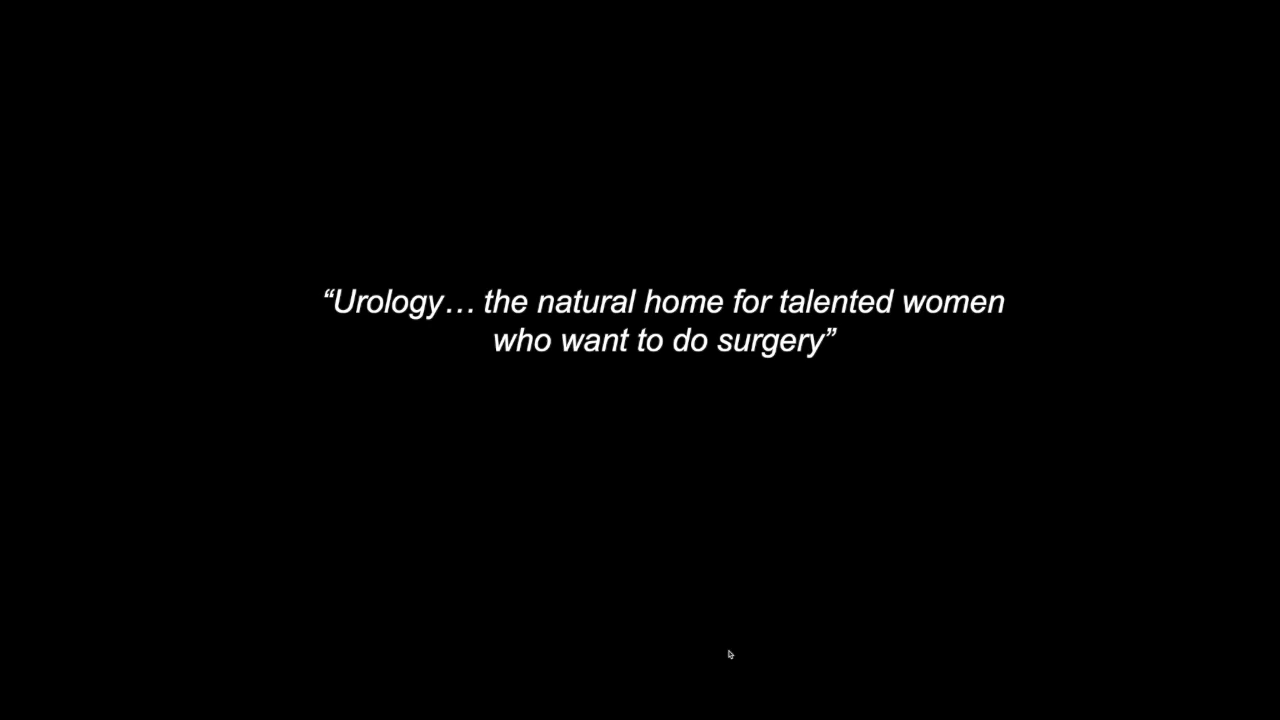 “Urology… the natural home for talented women
who want to do surgery”